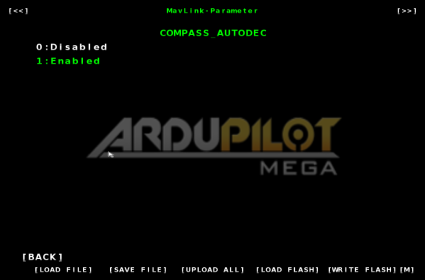 [<<] MavLink-Parameter [>>]
COMPASS_AUTODEC
0:Disabled
1:Enabled
ARDUPILOT
MEGA
[BACK]
[LOAD FILE] [SAVE FILE] [UPLOAD ALL] [LOAD FLASH] [WRITE FLASH] [M]